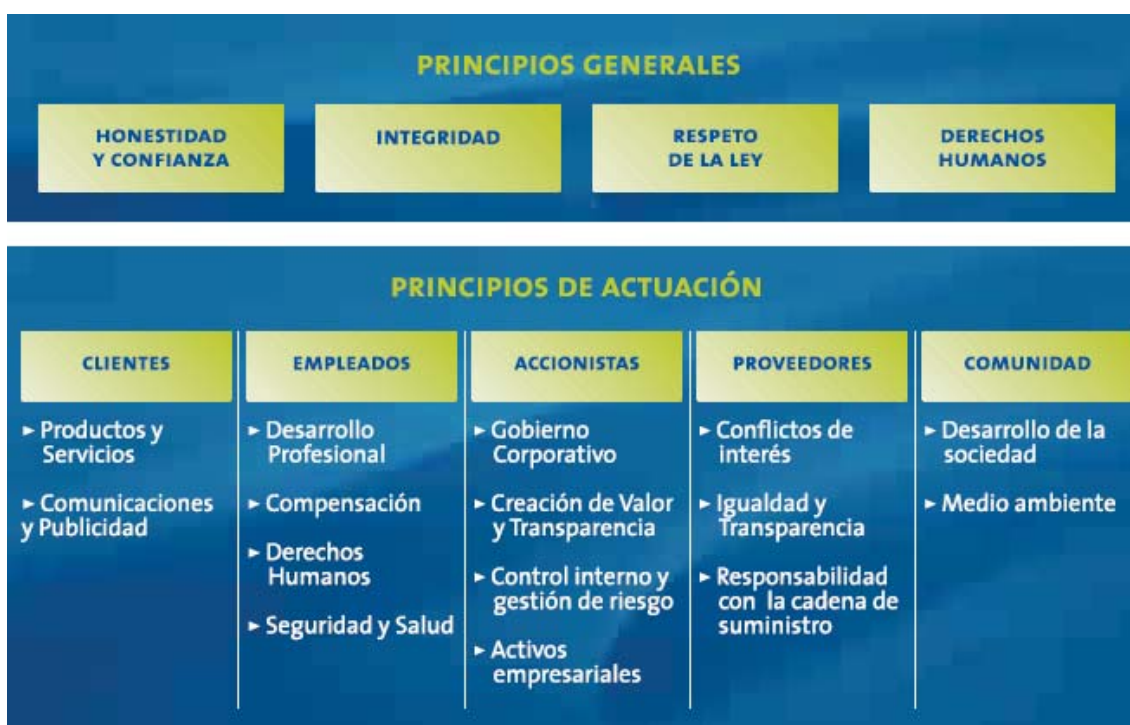 PRINCIPIOS GENERALES
HONESTIDAD
Y CONFIANZA
INTEGRIDAD
RESPETO
DE LA LEY
DERECHOS
HUMANOS
PRINCIPIOS DE ACTUACIÓN
CLIENTES
► Productos y
Servicios
► Comunicaciones
y Publicidad
EMPLEADOS
► Desarrollo
Profesional
► Compensación
► Derechos
Humanos
► Seguridad y Salud
ACCIONISTAS
► Gobierno
Corporativo
► Creación de Valor
y Transparencia
► Control interno y
gestión de riesgo
► Activos
empresariales
PROVEEDORES
► Conflictos de
interés
► Igualdad y
Transparencia
► Responsabilidad
con la cadena de
suministro
COMUNIDAD
► Desarrollo de la
sociedad
► Medio ambiente